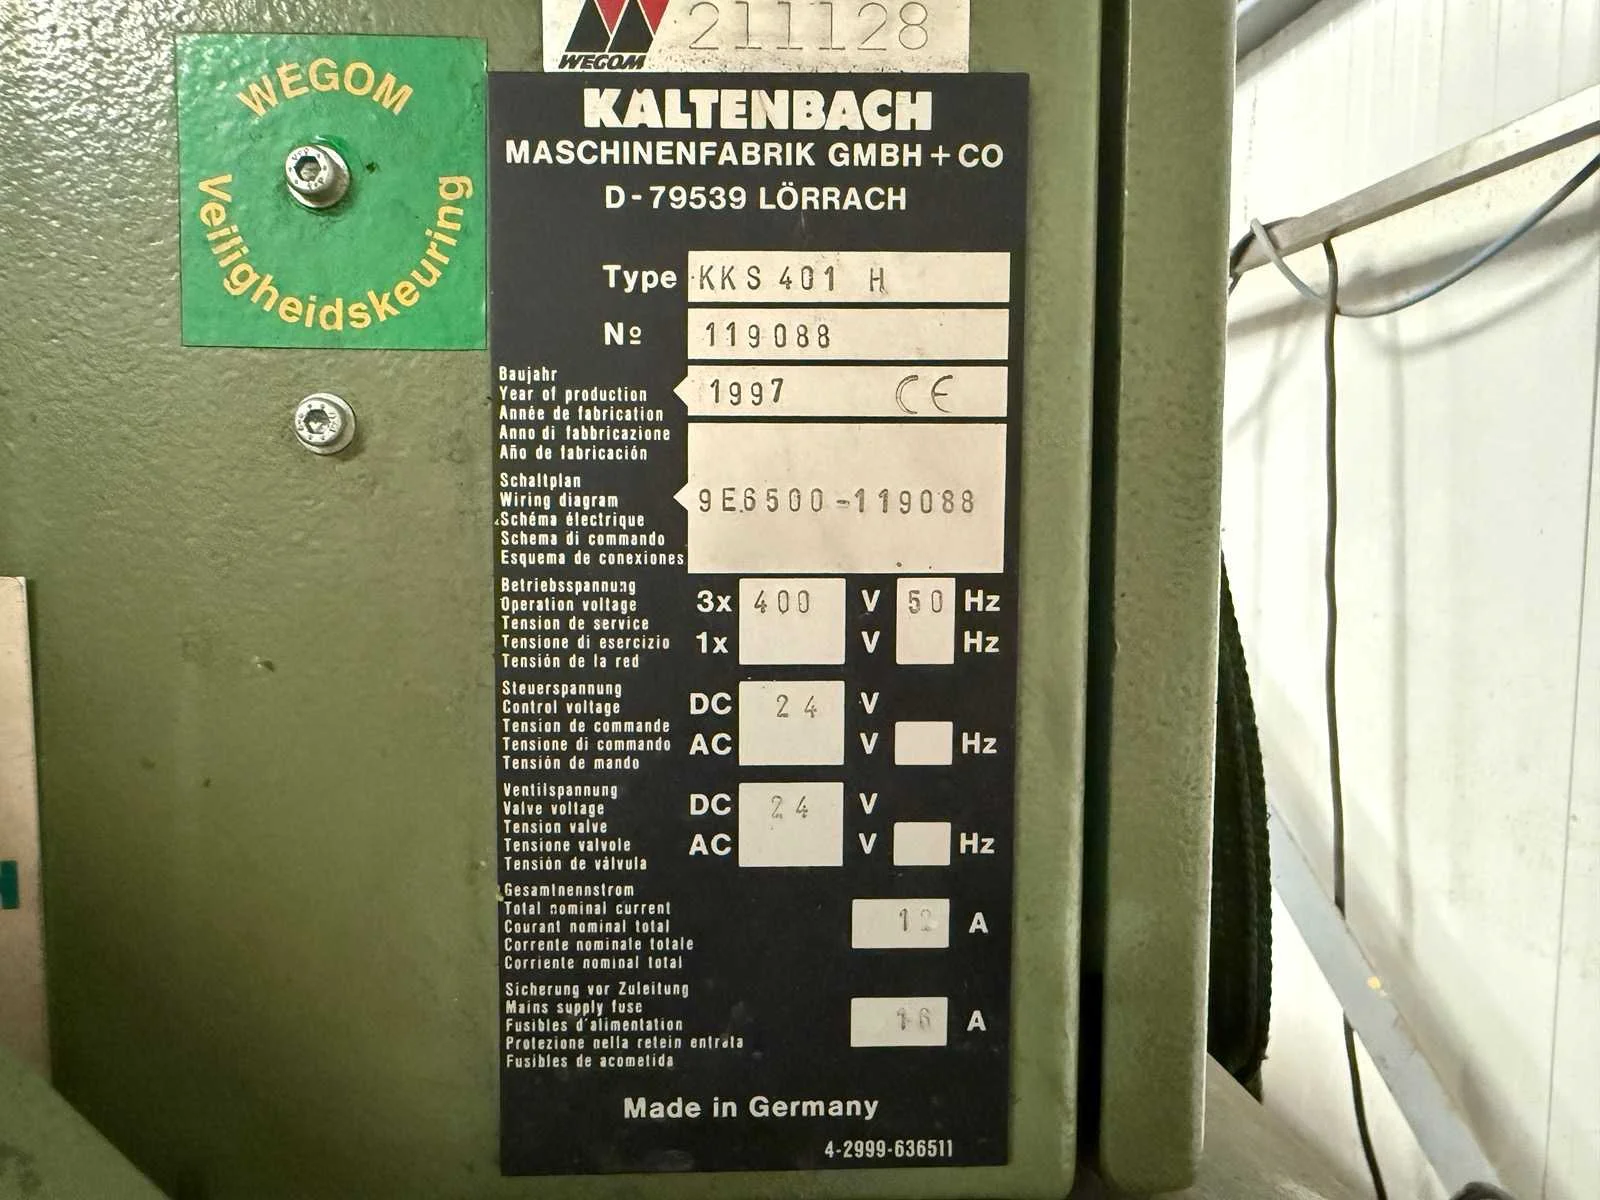 WEGOM 211128
WEGOM
Veiligheidskeuring
KALTENBACH
MASCHINENFABRIK GMBH + CO
D-79539 LÖRRACH
Type KKS 401 H
Nº 119088
Baujahr
Year of production 1997 CE
Année de fabrication
Anno di fabbricazione
Año de fabricación
Schaltplan
Wiring diagram 9E6500-119088
Schéma électrique
Schema di commando
Esquema de conexiones
Betriebsspannung
Operation voltage 3x 400 V 50 Hz
Tension de service
Tensione di esercizio 1x V Hz
Tensión de la red
Steuerspannung
Control voltage DC 24 V
Tension de commande
Tensione di commando AC V Hz
Tensión de mando
Ventilspannung
Valve voltage DC 24 V
Tension valve
Tensione valvole AC V Hz
Tensión de válvula
Gesamtnennstrom
Total nominal current
Courant nominal total A
Corrente nominale totale
Corriente nominal total
Sicherung vor Zuleitung
Mains supply fuse
Fusibles d'alimentation 16 A
Protezione nella retein entrata
Fusibles de acometida
Made in Germany
4-2999-636511